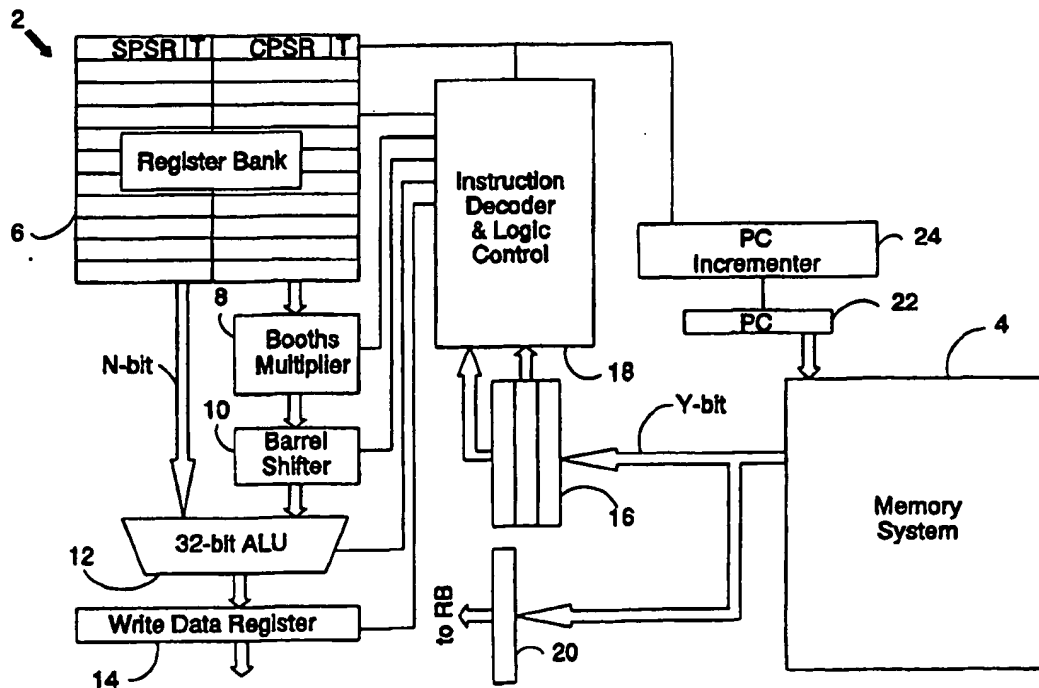 2
SPSR T CPSR T
Register Bank
6
Instruction
Decoder
& Logic
Control
18
PC
Incrementer
24
PC
22
4
8
Booths
Multiplier
N-bit
10
Barrel
Shifter
Y-bit
16
Memory
System
32-bit ALU
12
to RB
Write Data Register
14
20